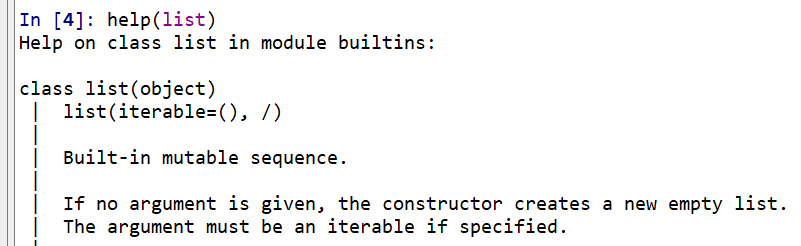 In [4]: help(list)
Help on class list in module builtins:
class list(object)
 |  list(iterable=(), /)
 |
 |  Built-in mutable sequence.
 |
 |  If no argument is given, the constructor creates a new empty list.
 |  The argument must be an iterable if specified.